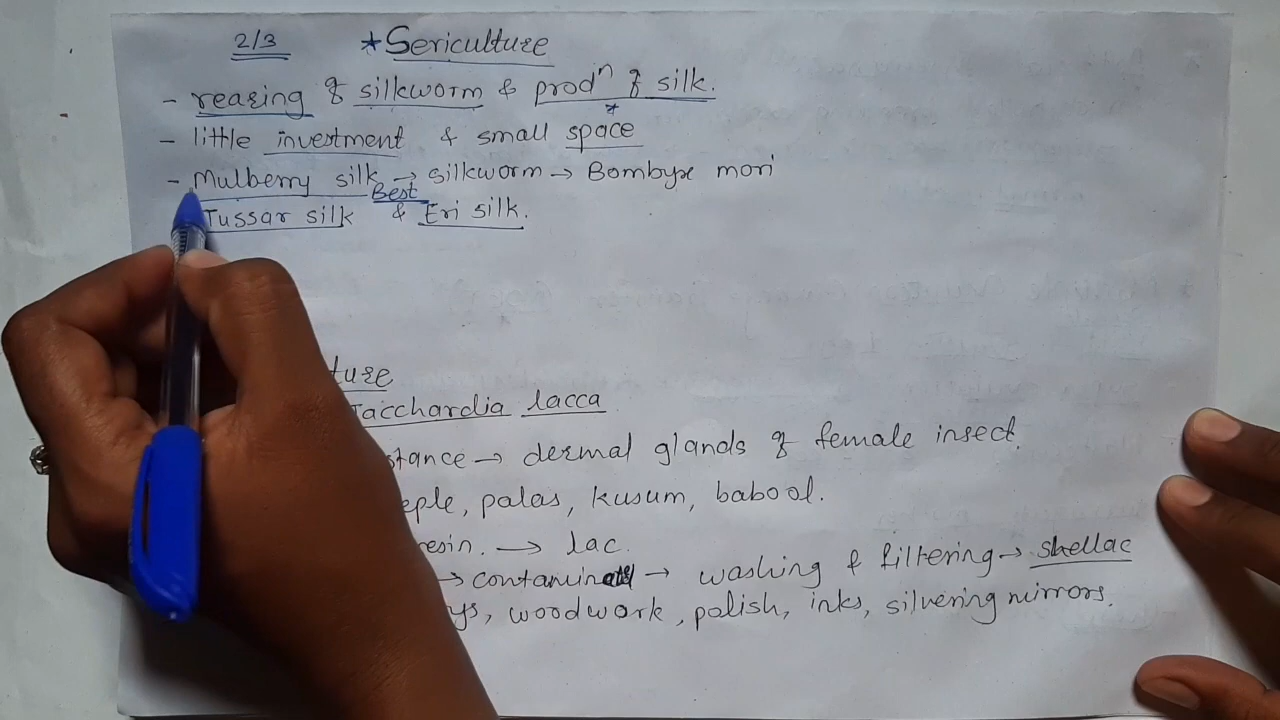 2/3 *Sericulture
- rearing of silkworm & prodn of silk.
- little investment & small space
- Mulberry silk → silkworm → Bombyx mori
Best
Tussar silk & Eri silk.
ture
Tacchardia lacca
stance → dermal glands of female insect.
eple, palas, kusum, babool.
resin. → lac.
→ contaminated → washing & filtering → shellac
ys, woodwork, polish, inks, silvering mirrors.